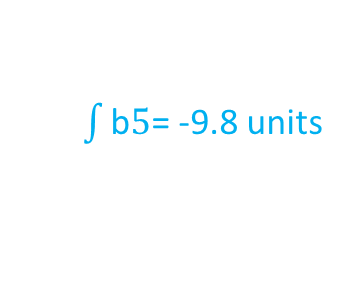 ∫ b5= -9.8 units